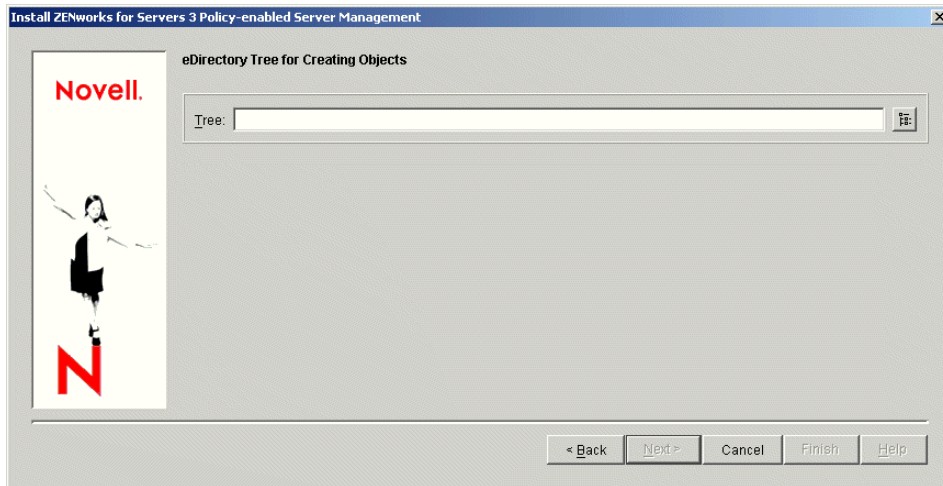 Install ZENworks for Servers 3 Policy-enabled Server Management
Novell.
eDirectory Tree for Creating Objects
Tree:
N
< Back Next > Cancel Finish Help